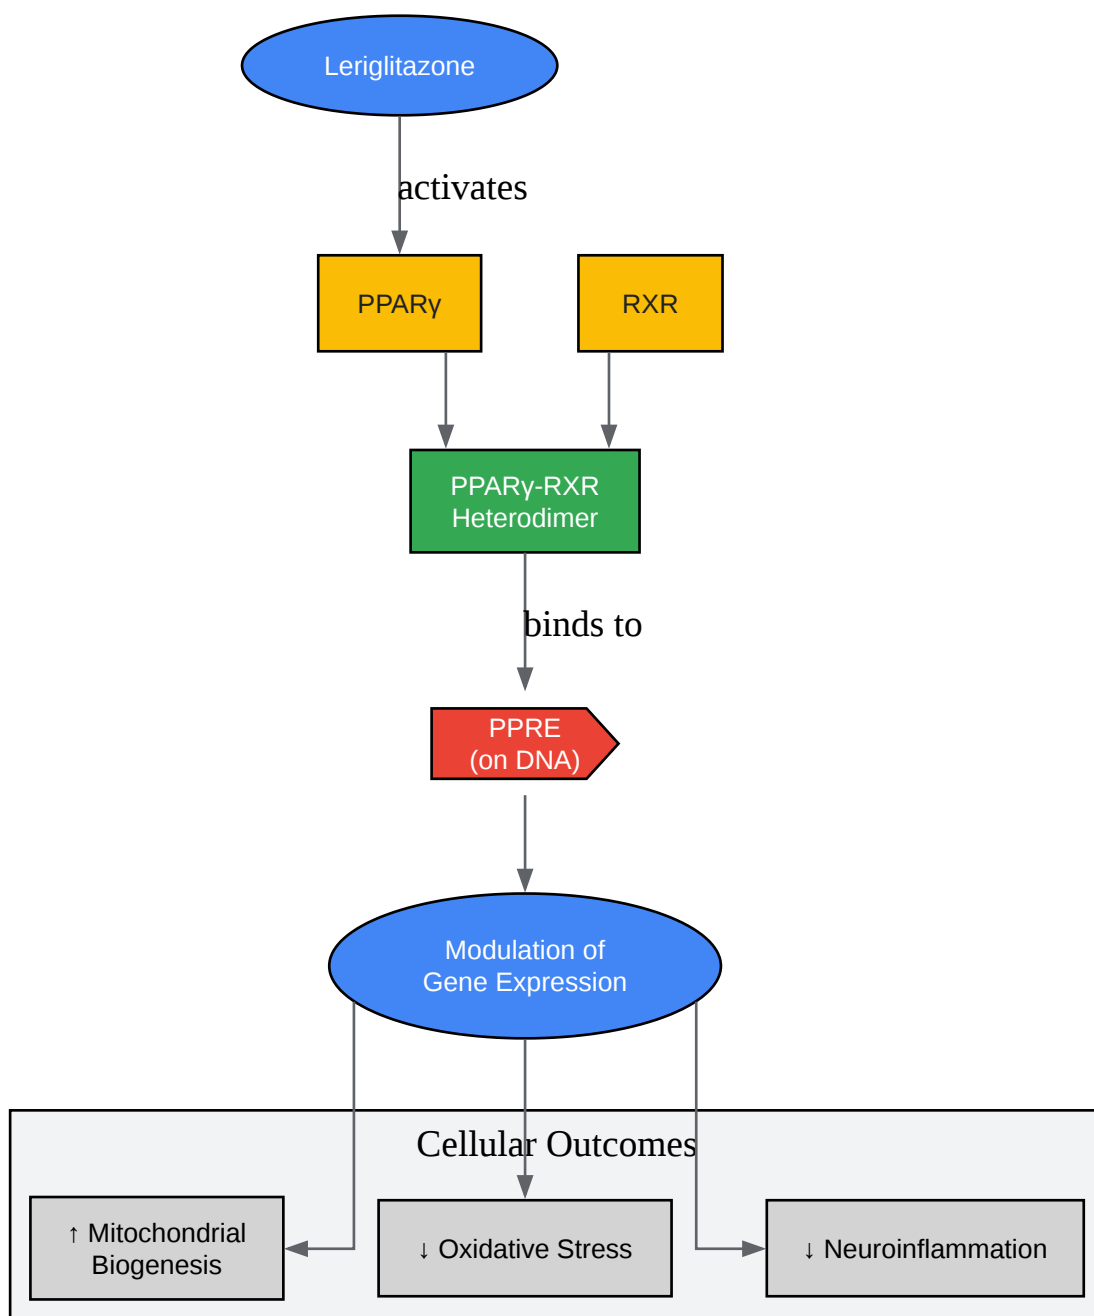 Leriglitazone
activates
PPARγ
RXR
PPARγ-RXR
Heterodimer
binds to
PPRE
(on DNA)
Modulation of
Gene Expression
Cellular Outcomes
↑ Mitochondrial
Biogenesis
↓ Oxidative Stress
↓ Neuroinflammation